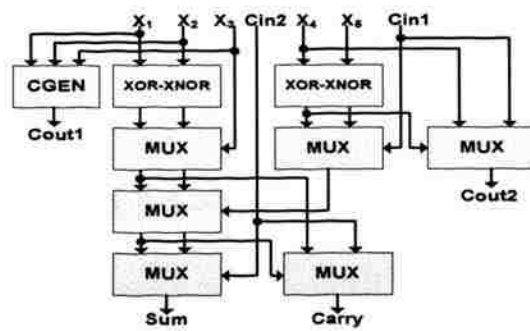 X1 X2 X3 Cin2 X4 X5 Cin1
CGEN XOR-XNOR XOR-XNOR
Cout1
MUX MUX MUX
Cout2
MUX
MUX MUX
Sum Carry